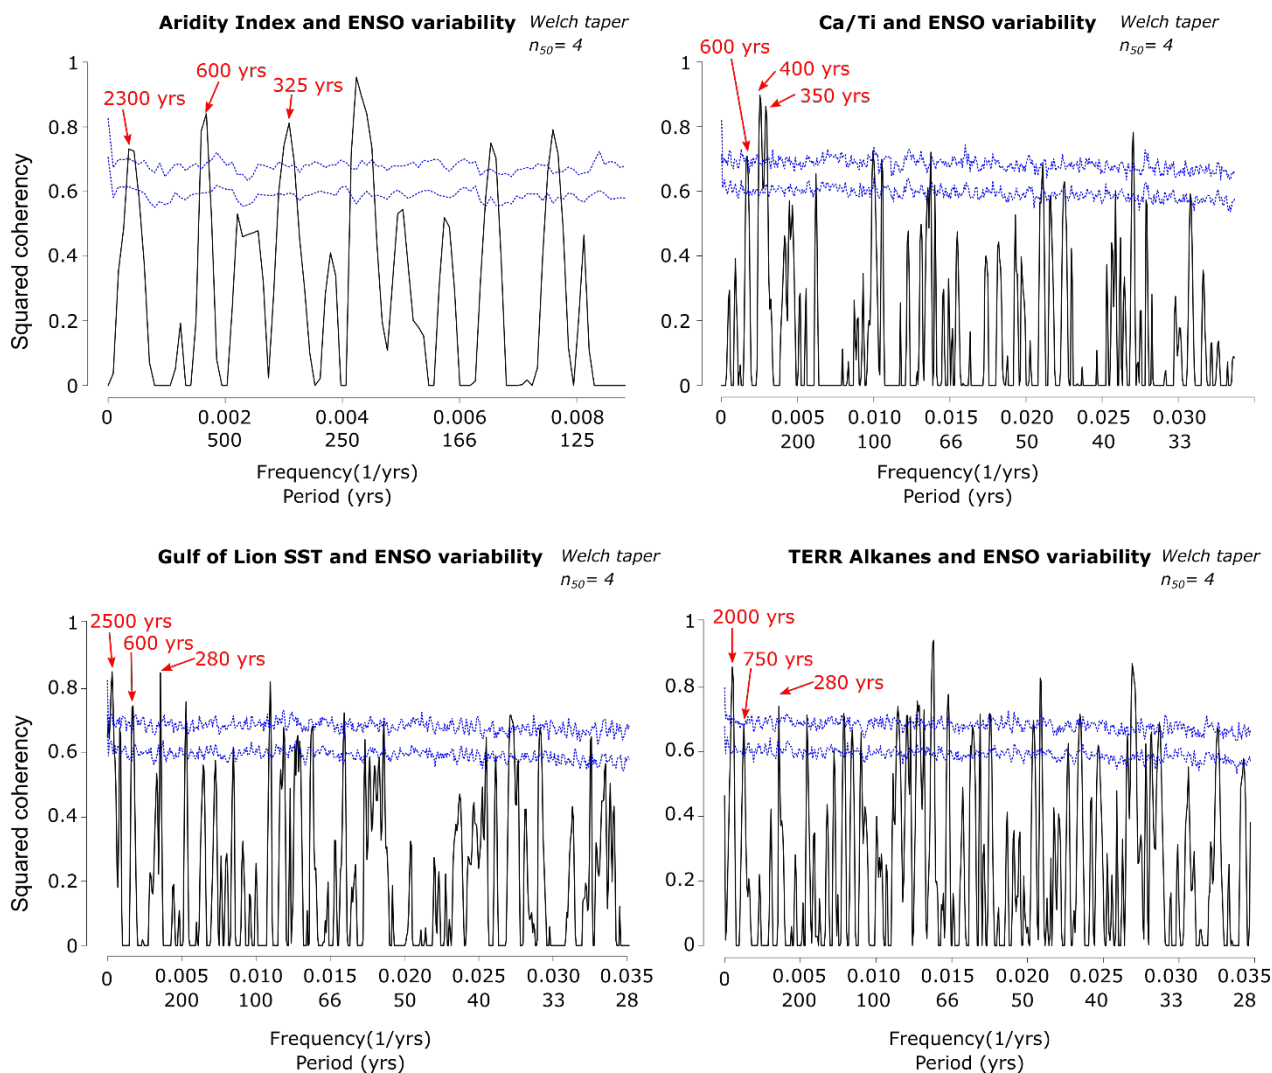 Aridity Index and ENSO variability
Welch taper
n50= 4
2300 yrs
600 yrs
325 yrs
Squared coherency
1
0.8
0.6
0.4
0.2
0
0 0.002 0.004 0.006 0.008
500 250 166 125
Frequency(1/yrs)
Period (yrs)
Ca/Ti and ENSO variability
Welch taper
n50= 4
600 yrs
400 yrs
350 yrs
1
0.8
0.6
0.4
0.2
0
0 0.005 0.010 0.015 0.020 0.025 0.030
200 100 66 50 40 33
Frequency(1/yrs)
Period (yrs)
Gulf of Lion SST and ENSO variability
Welch taper
n50= 4
2500 yrs
600 yrs
280 yrs
Squared coherency
1
0.8
0.6
0.4
0.2
0
0 0.005 0.010 0.015 0.020 0.025 0.030 0.035
200 100 66 50 40 33 28
Frequency(1/yrs)
Period (yrs)
TERR Alkanes and ENSO variability
Welch taper
n50= 4
2000 yrs
750 yrs
280 yrs
1
0.8
0.6
0.4
0.2
0
0 0.005 0.010 0.015 0.020 0.025 0.030 0.035
200 100 66 50 40 33 28
Frequency(1/yrs)
Period (yrs)